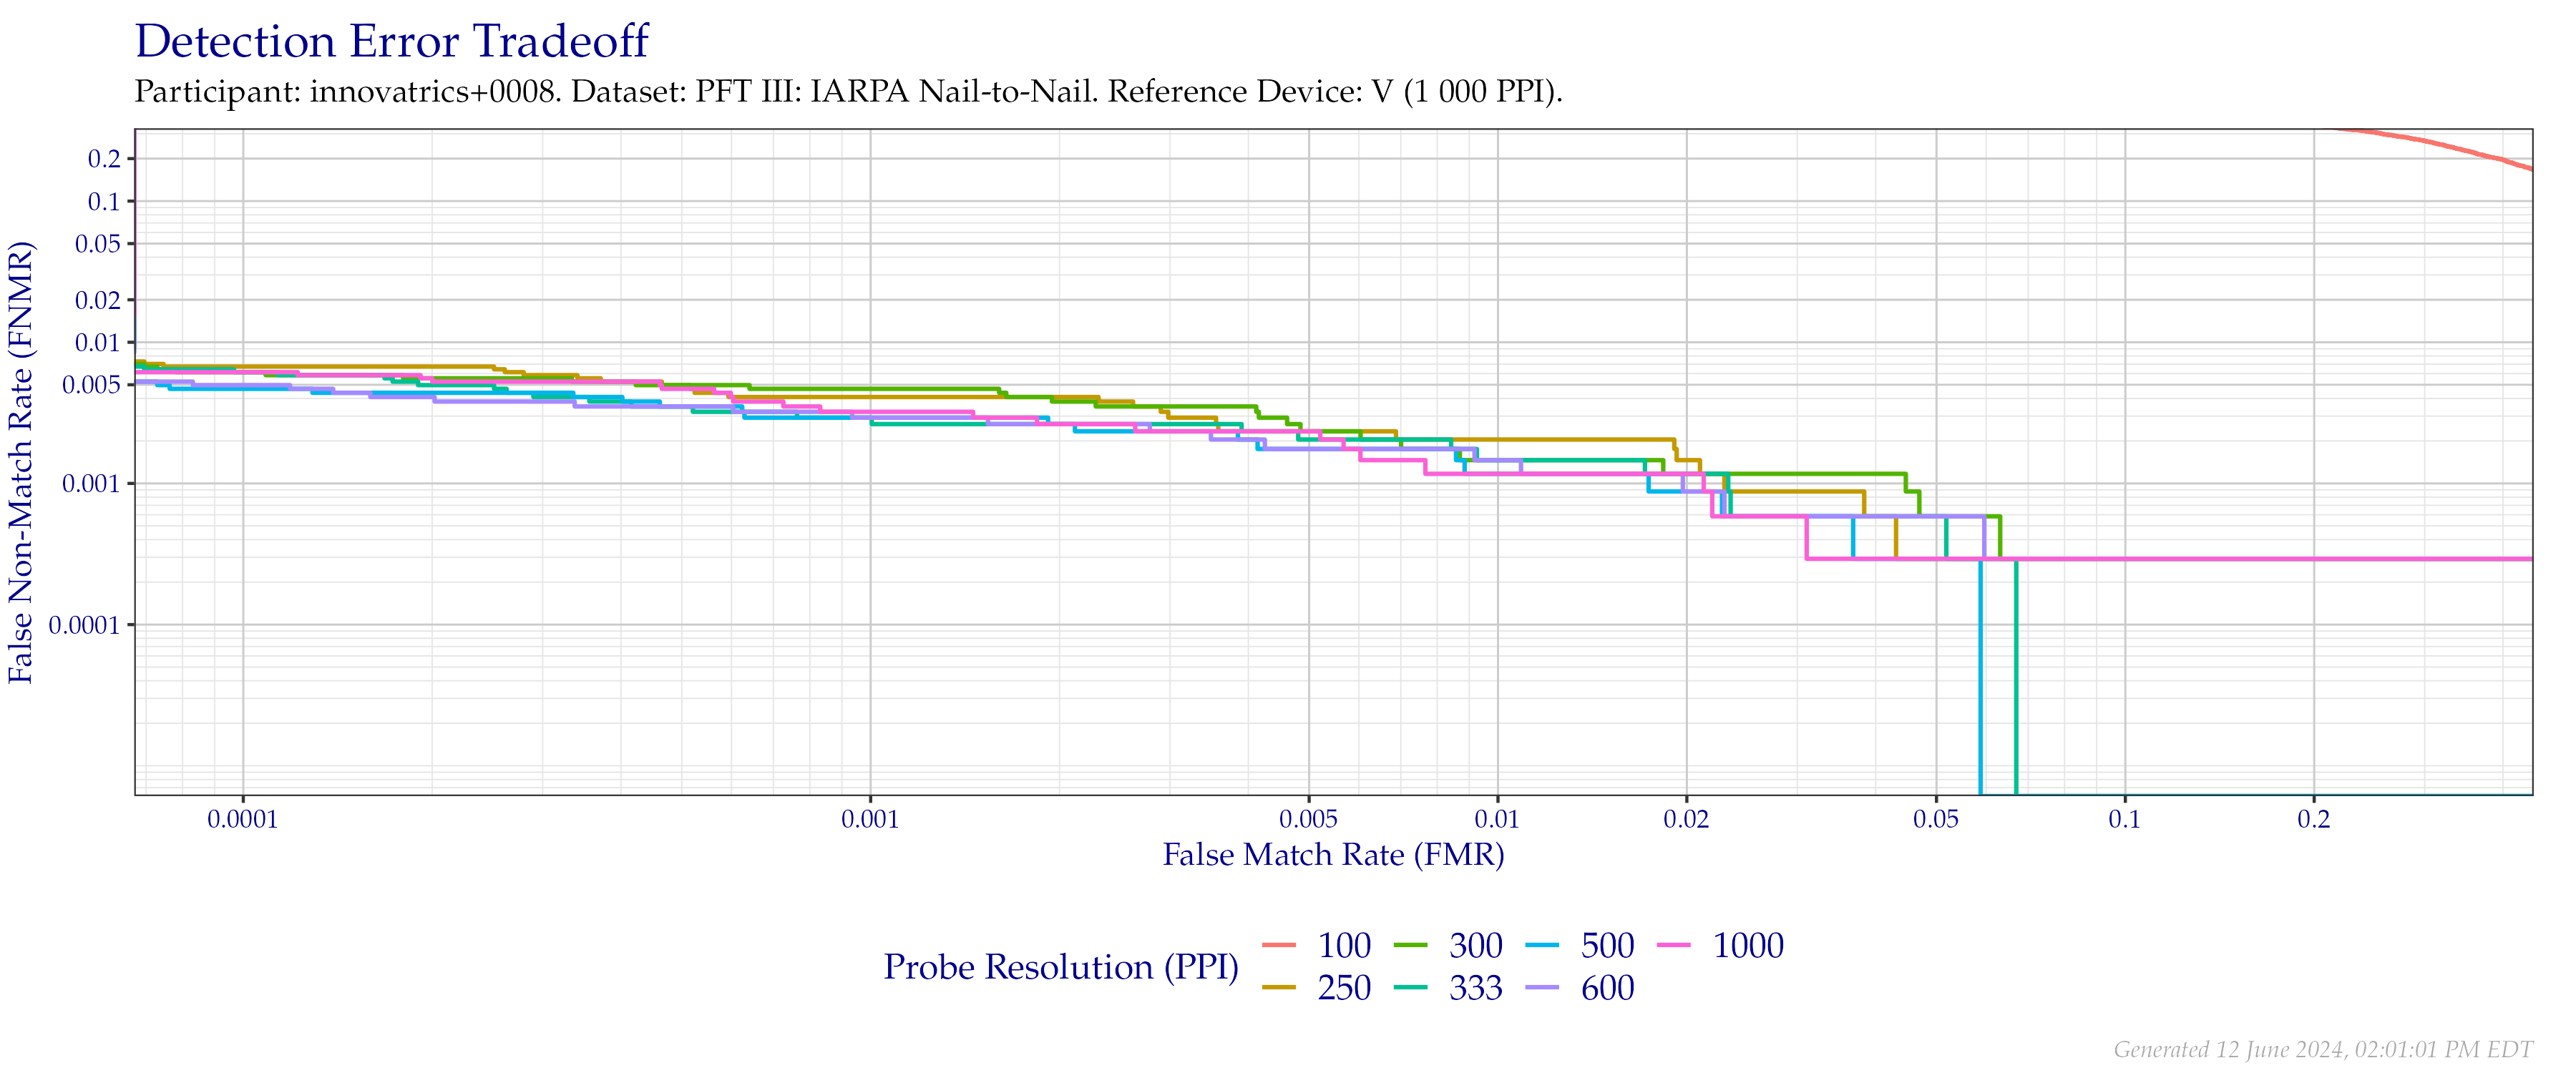 Detection Error Tradeoff
Participant: innovatrics+0008. Dataset: PFT III: IARPA Nail-to-Nail. Reference Device: V (1 000 PPI).
False Non-Match Rate (FNMR)
0.2
0.1
0.05
0.02
0.01
0.005
0.001
0.0001
0.0001 0.001 0.005 0.01 0.02 0.05 0.1 0.2
False Match Rate (FMR)
Probe Resolution (PPI)
100 300 500 1000
250 333 600
Generated 12 June 2024, 02:01:01 PM EDT